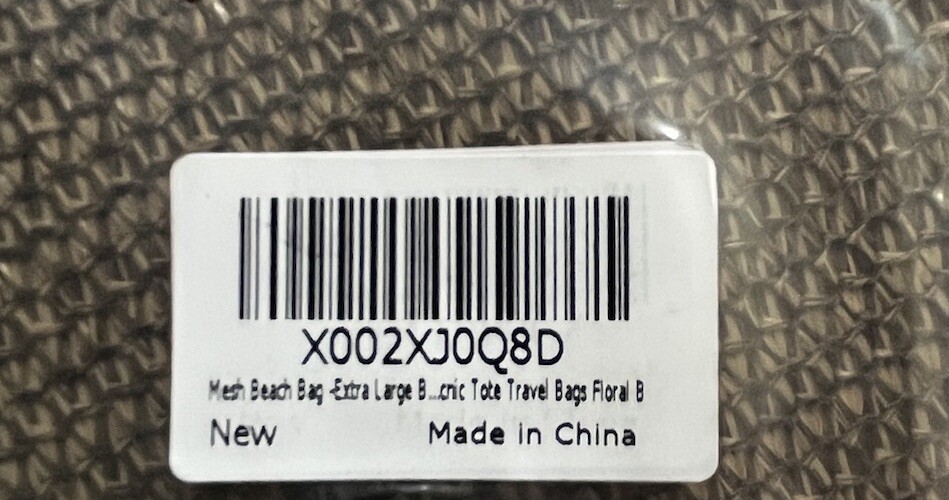 X002XJ0Q8D
Mesh Beach Bag -Extra Large B...cnic Tote Travel Bags Floral B
New
Made in China